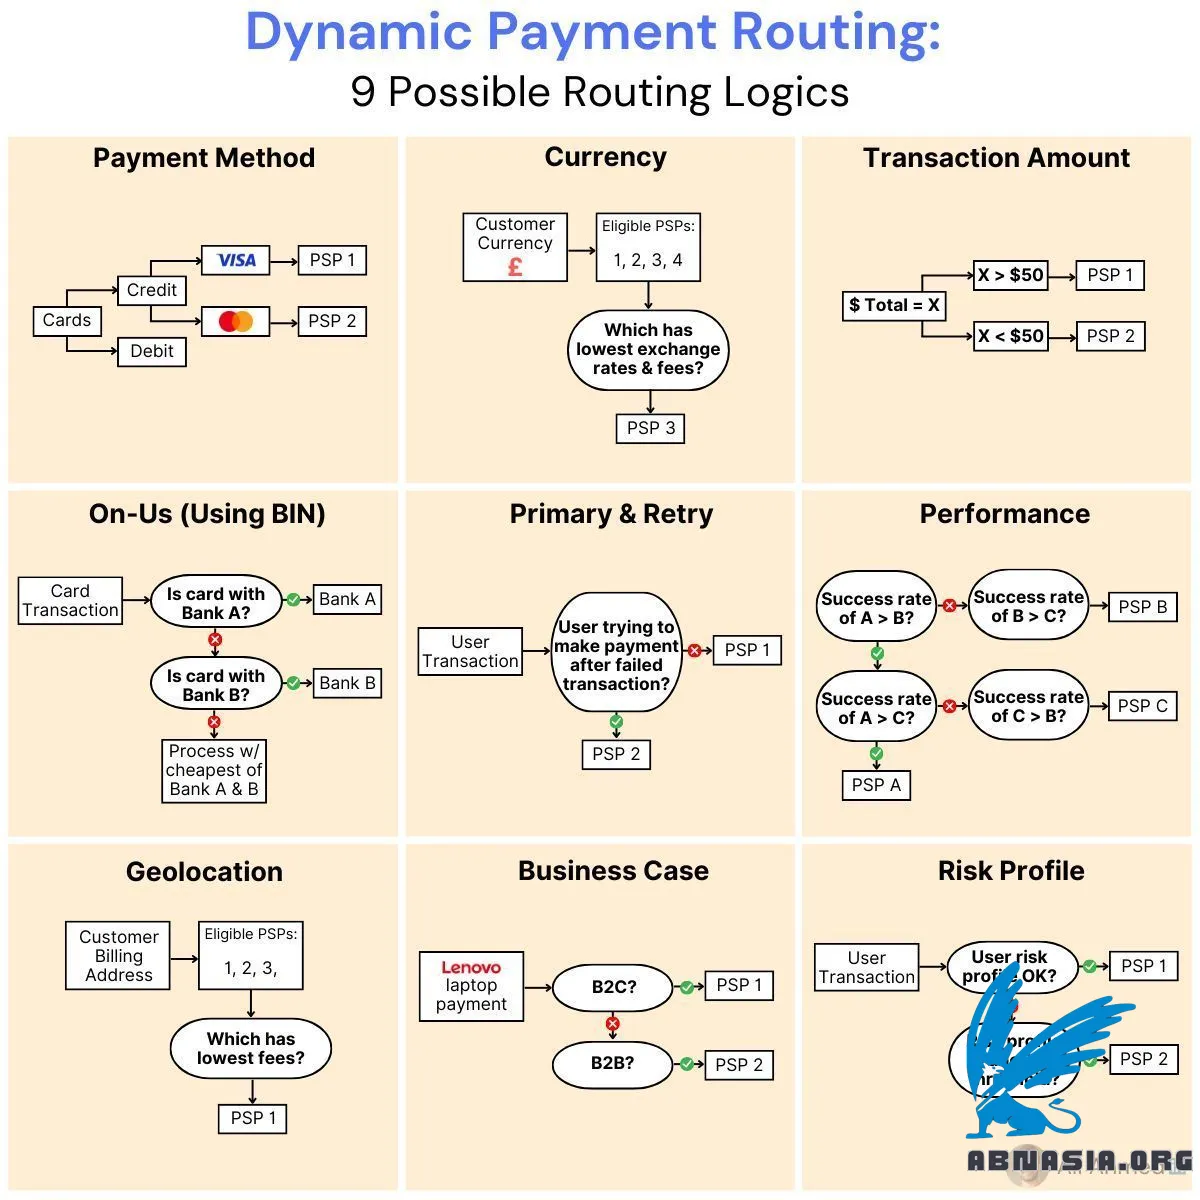 Dynamic Payment Routing:
9 Possible Routing Logics
Payment Method
Cards
Credit
Debit
VISA
PSP 1
PSP 2
Currency
Customer
Currency
£
Eligible PSPs:
1, 2, 3, 4
Which has
lowest exchange
rates & fees?
PSP 3
Transaction Amount
$ Total = X
X > $50
PSP 1
X < $50
PSP 2
On-Us (Using BIN)
Card
Transaction
Is card with
Bank A?
Bank A
Is card with
Bank B?
Bank B
Process w/
cheapest of
Bank A & B
Primary & Retry
User
Transaction
User trying to
make payment
after failed
transaction?
PSP 1
PSP 2
Performance
Success rate
of A > B?
Success rate
of B > C?
PSP B
Success rate
of A > C?
Success rate
of C > B?
PSP C
PSP A
Geolocation
Customer
Billing
Address
Eligible PSPs:
1, 2, 3,
Which has
lowest fees?
PSP 1
Business Case
Lenovo
laptop
payment
B2C?
PSP 1
B2B?
PSP 2
Risk Profile
User
Transaction
User risk
profile OK?
PSP 1
PSP 2
ABNASIA.ORG